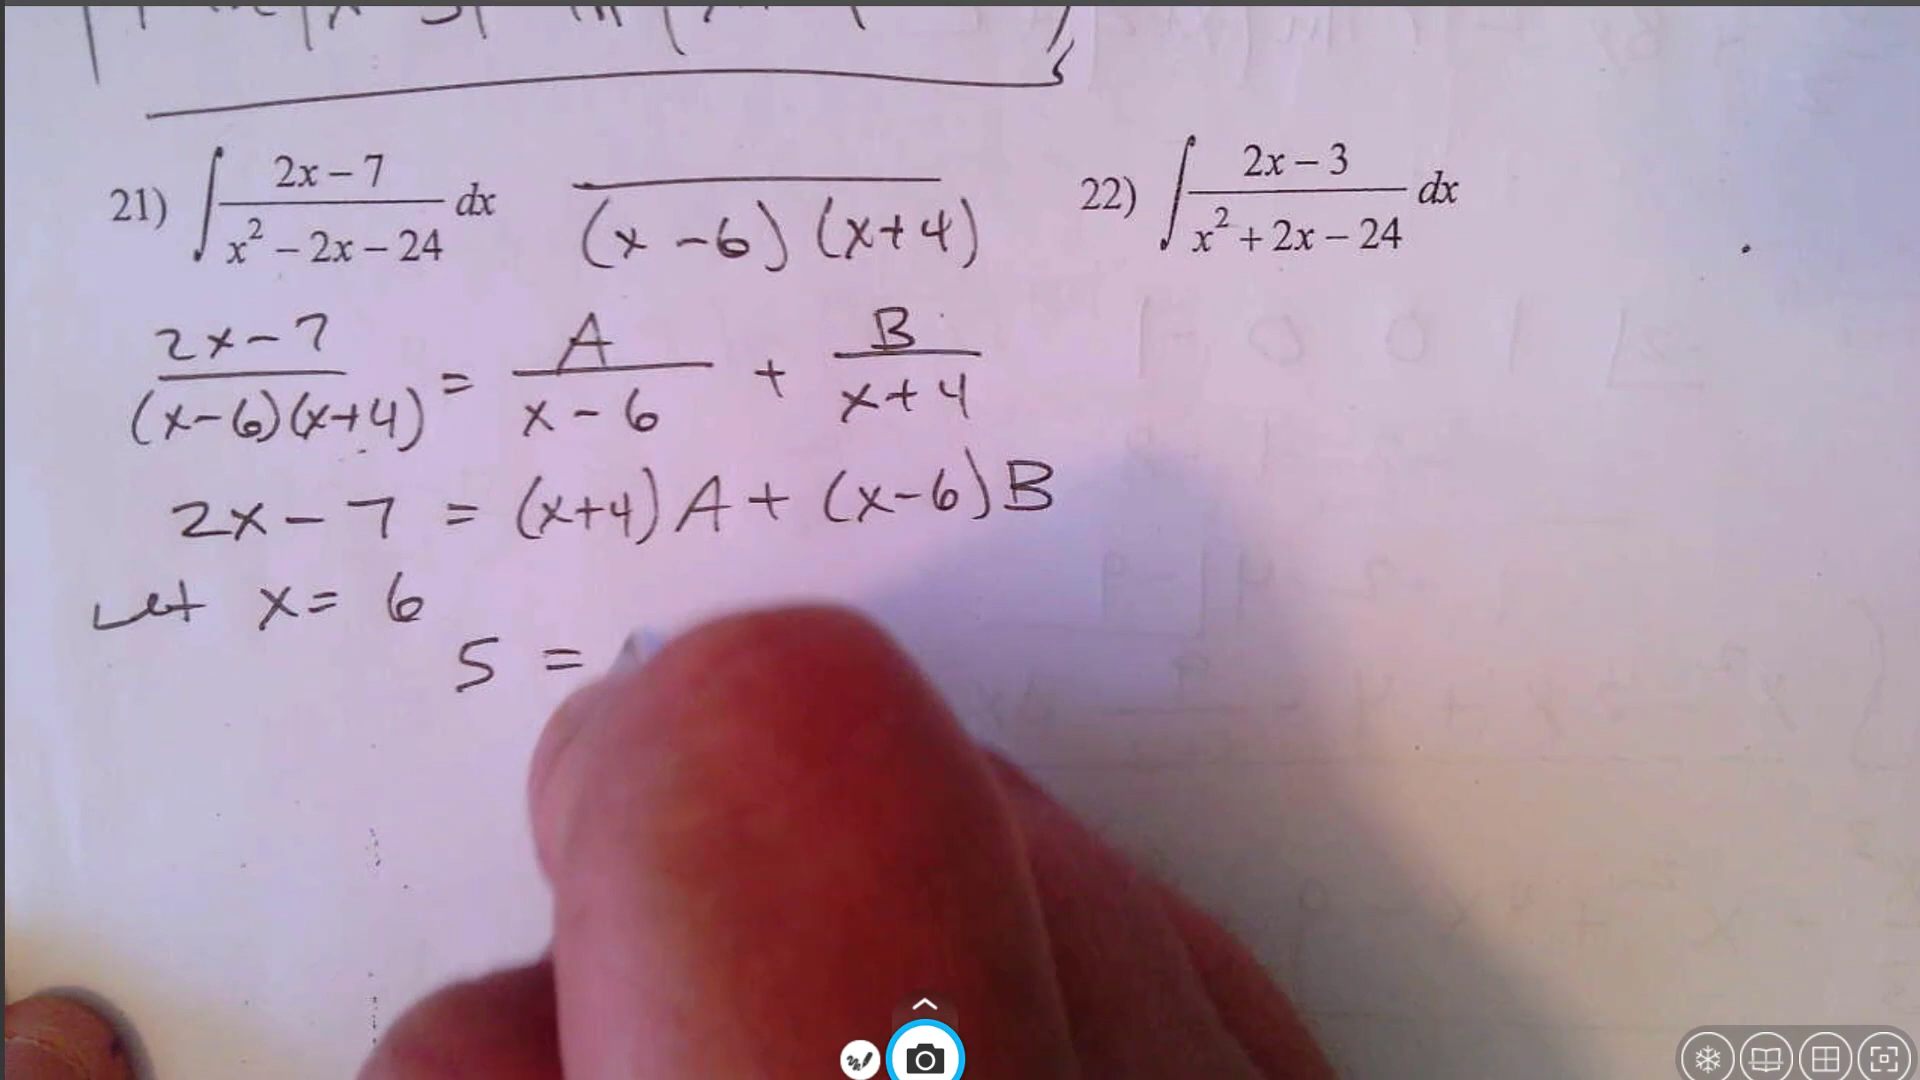 21) ∫ (2x – 7)/(x² – 2x – 24) dx
(x - 6) (x + 4)
22) ∫ (2x – 3)/(x² + 2x – 24) dx
(2x - 7)/((x-6)(x+4)) = A/(x - 6) + B/(x + 4)
2x - 7 = (x+4) A + (x-6) B
Let x = 6
5 =